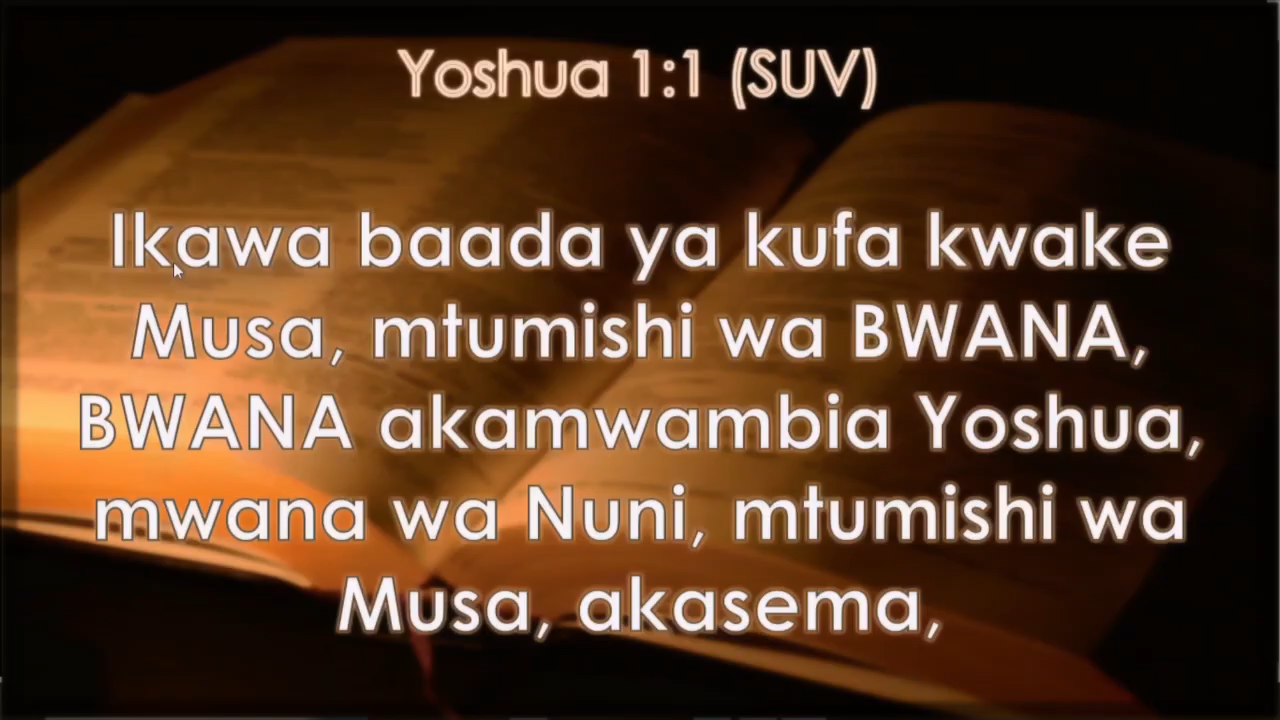 Yoshua 1:1 (SUV)
Ikawa baada ya kufa kwake
Musa, mtumishi wa BWANA,
BWANA akamwambia Yoshua,
mwana wa Nuni, mtumishi wa
Musa, akasema,